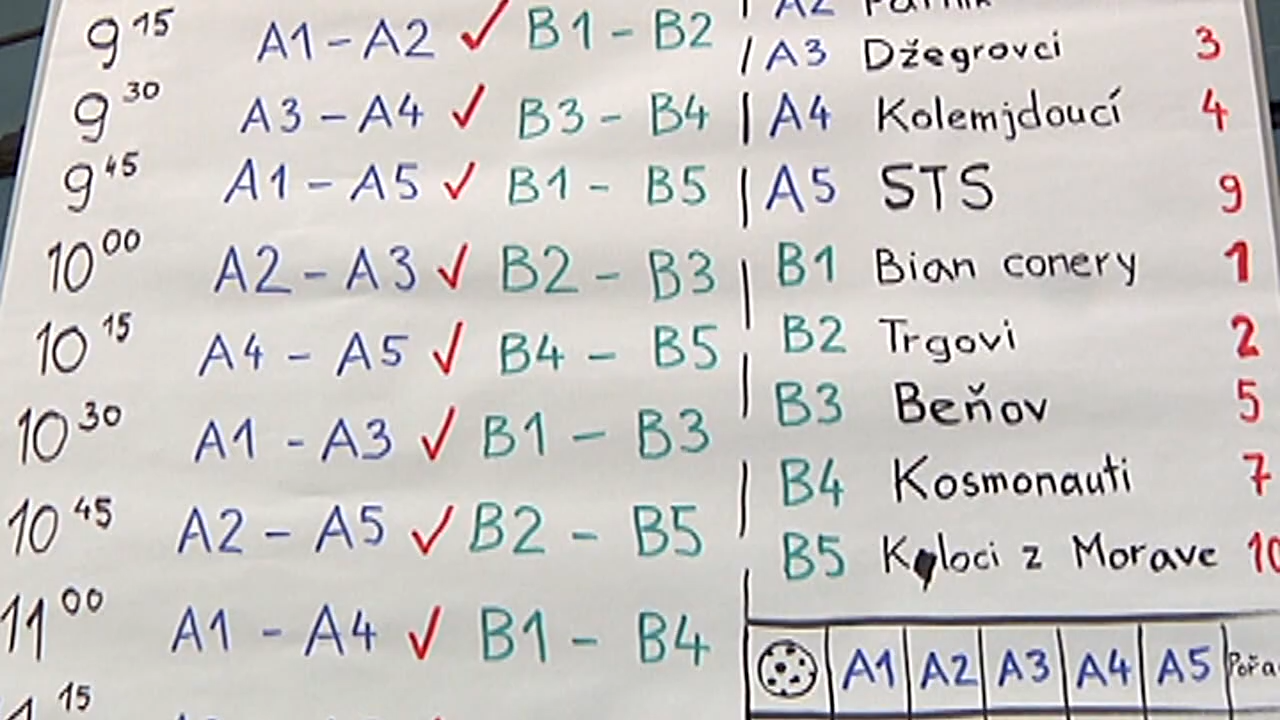 9 15 A1 - A2 ✓ B1 - B2
9 30 A3 - A4 ✓ B3 - B4
9 45 A1 - A5 ✓ B1 - B5
10 00 A2 - A3 ✓ B2 - B3
10 15 A4 - A5 ✓ B4 - B5
10 30 A1 - A3 ✓ B1 - B3
10 45 A2 - A5 ✓ B2 - B5
11 00 A1 - A4 ✓ B1 - B4
15
A2
A3 Džegrovci 3
A4 Kolemjdoucí 4
A5 STS 9
B1 Bian conery 1
B2 Trgovi 2
B3 Beňov 5
B4 Kosmonauti 7
B5 z Morave 10
A1 A2 A3 A4 A5